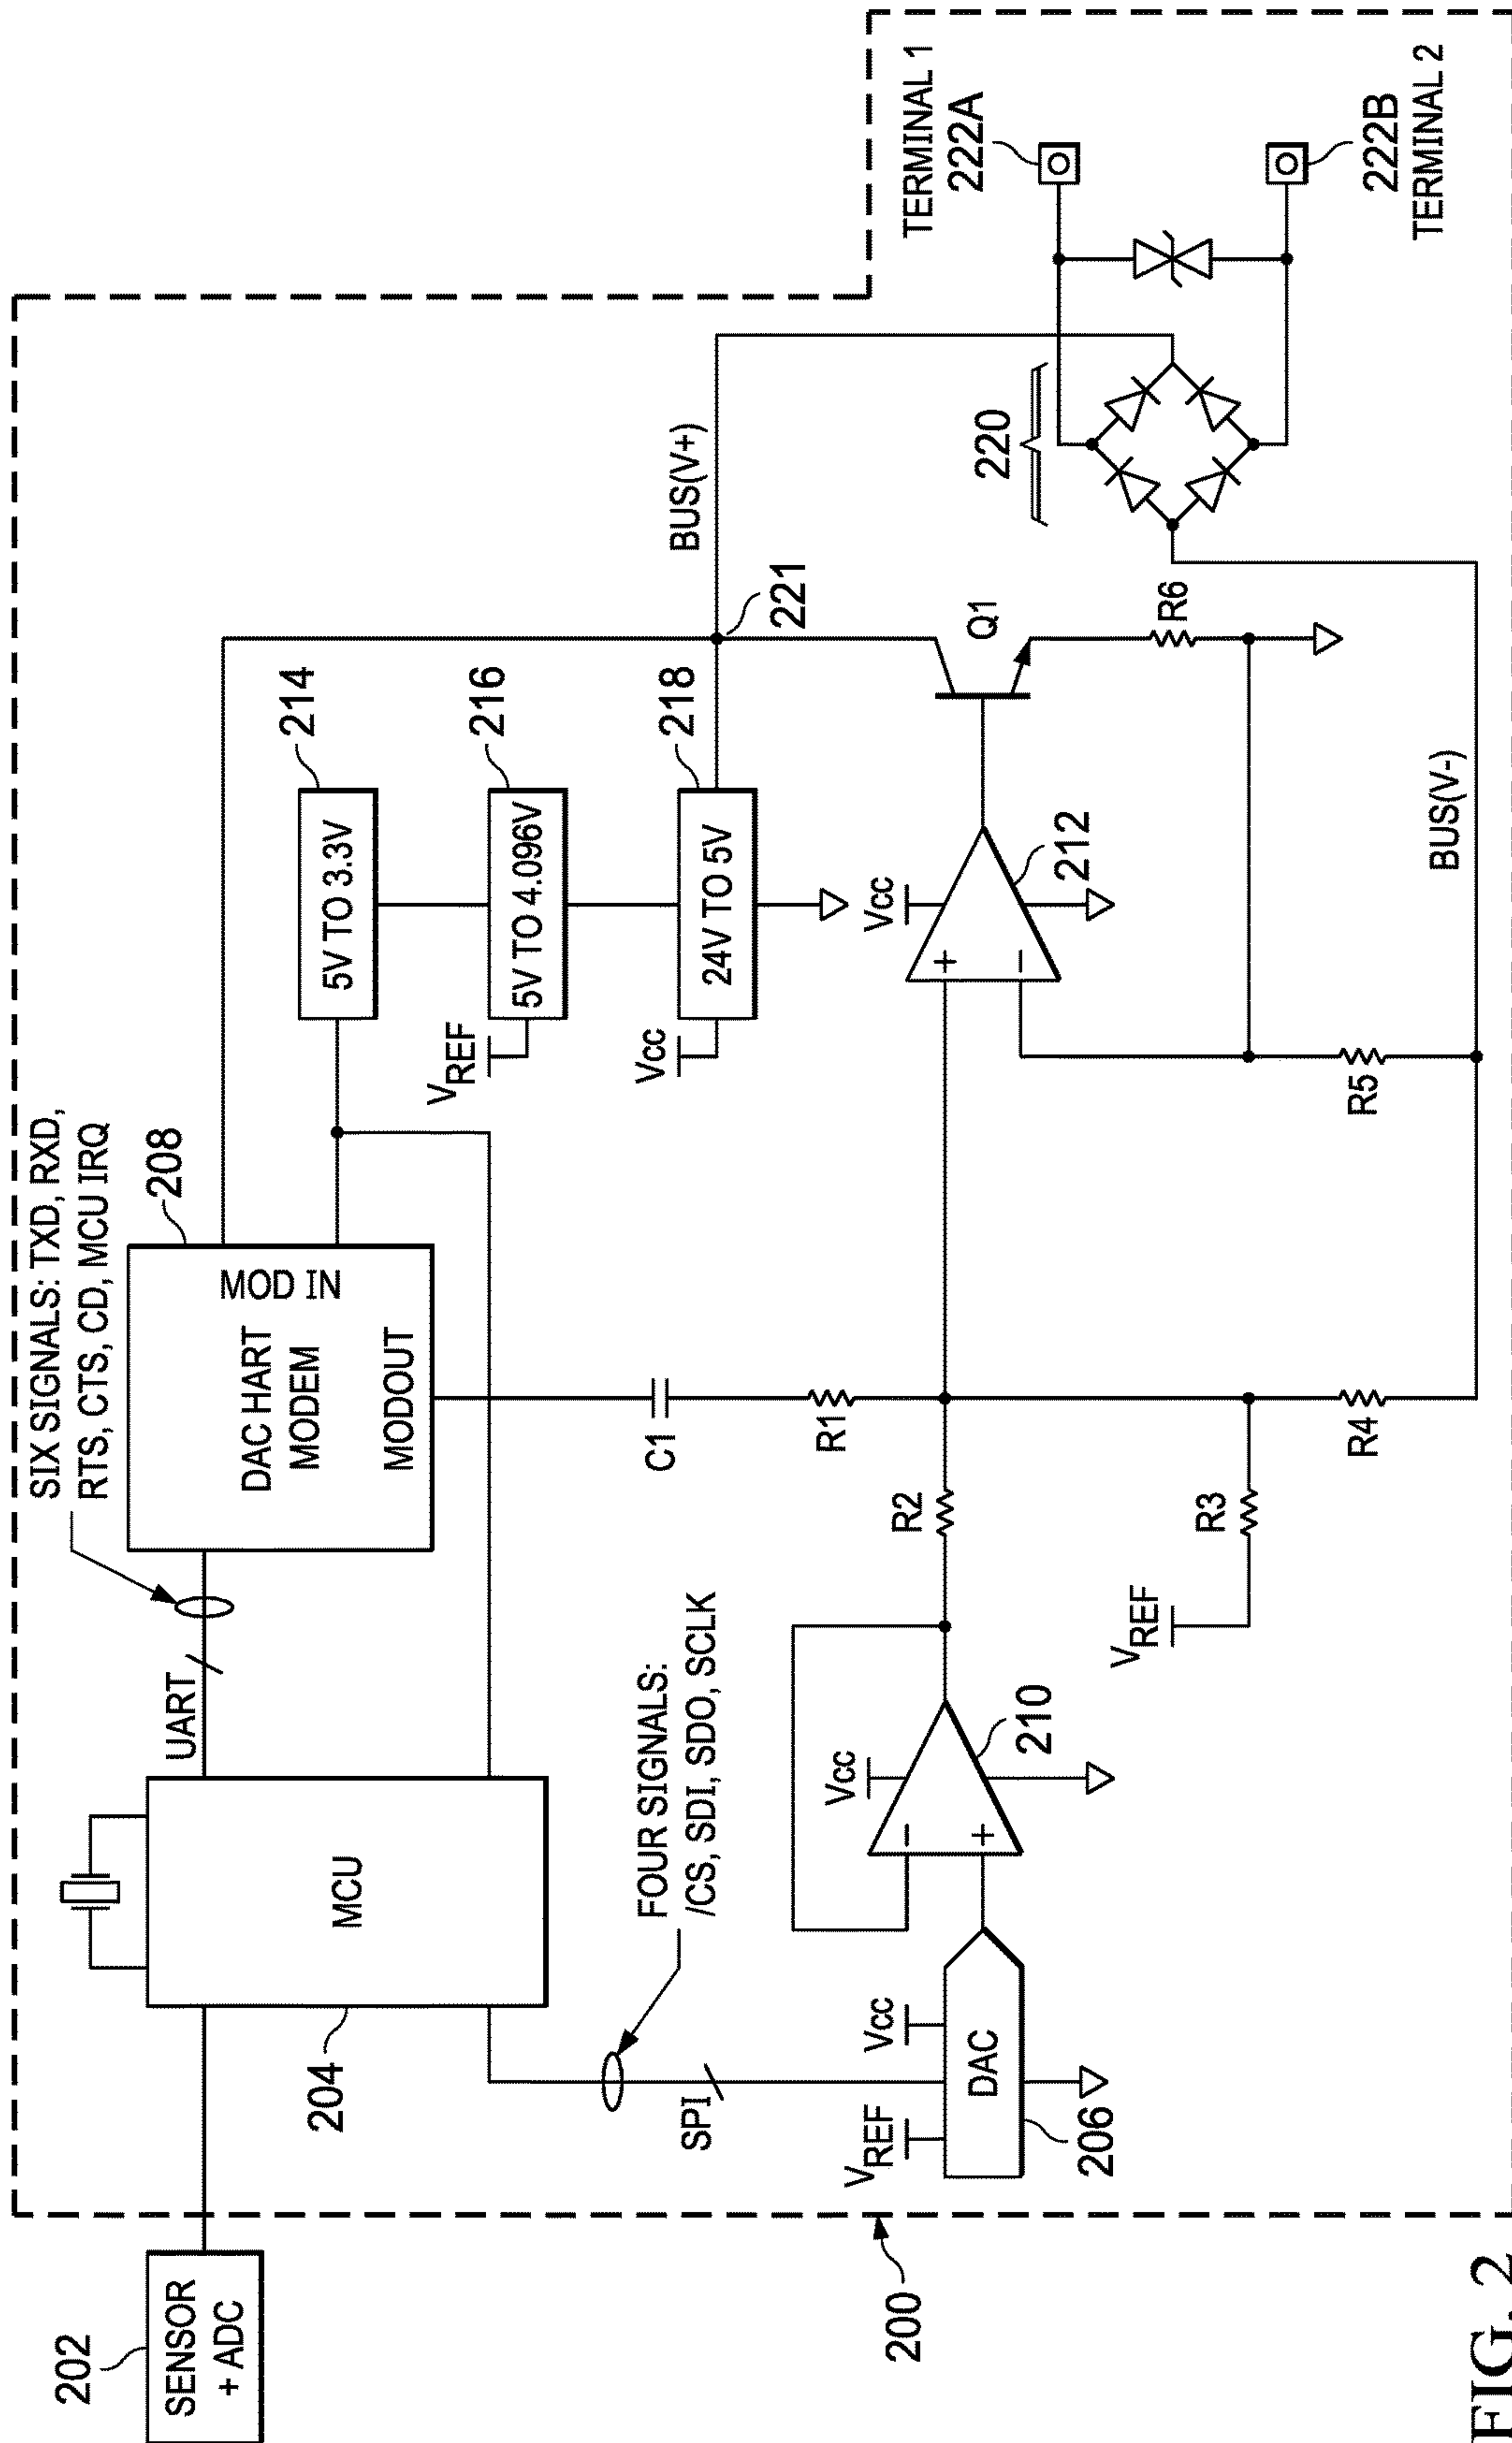 202
SENSOR
+ ADC
200
204
MCU
UART
SIX SIGNALS: TXD, RXD,
RTS, CTS, CD, MCU IRQ
208
MOD IN
DAC HART
MODEM
MODOUT
214
5V TO 3.3V
216
5V TO 4.096V
VREF
218
24V TO 5V
Vcc
221
BUS(V+)
TERMINAL 1
222A
220
222B
TERMINAL 2
FOUR SIGNALS:
/CS, SDI, SDO, SCLK
SPI
VREF
Vcc
DAC
206
Vcc
-
+
210
C1
R1
R2
VREF
R3
R4
Vcc
+
-
212
Q1
R6
R5
BUS(V-)
FIG. 2